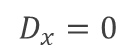 Dₓ = 0